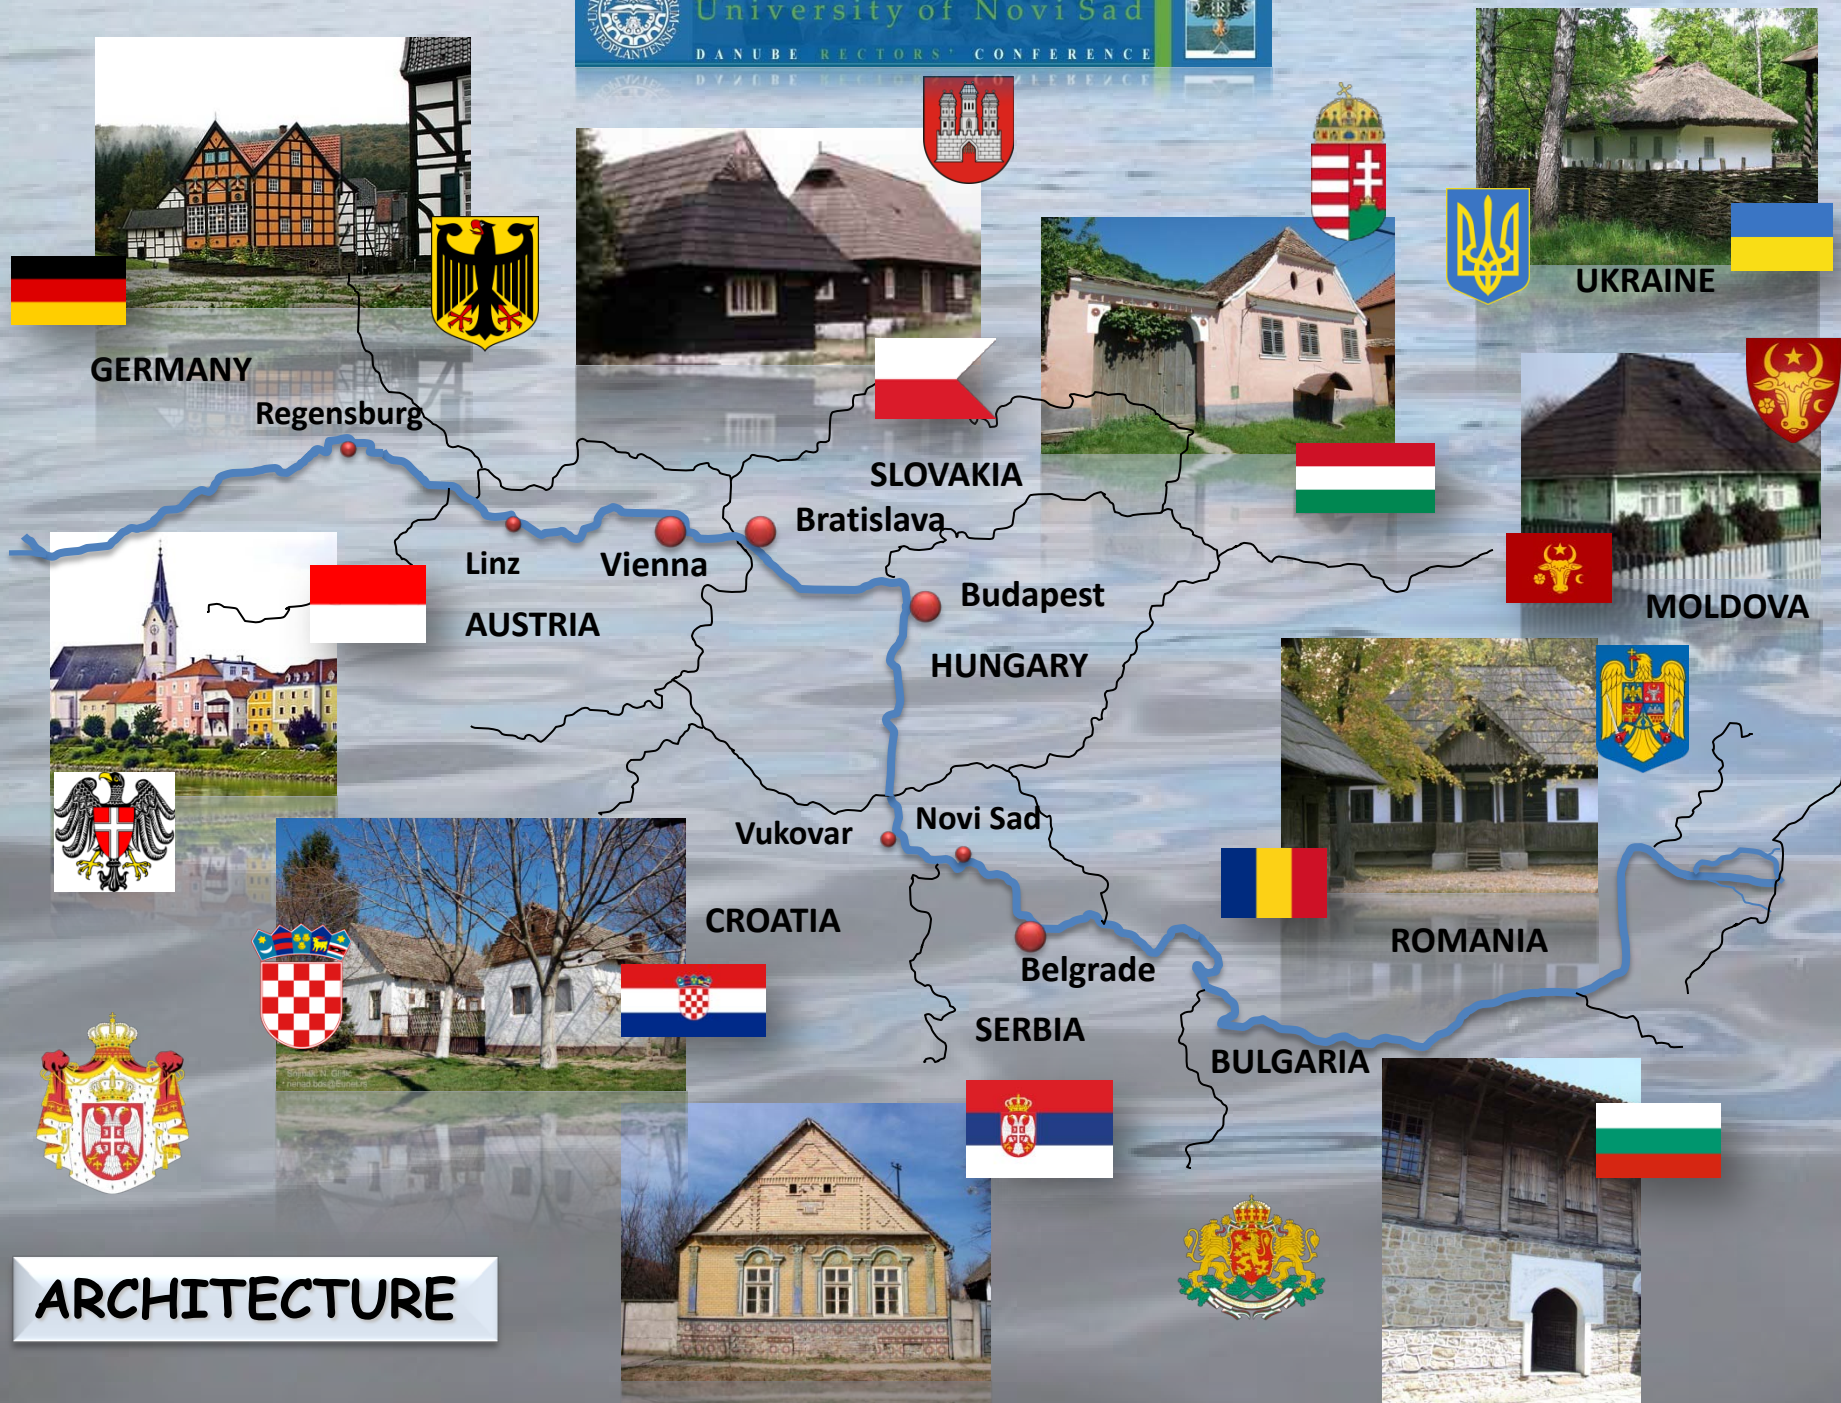 University of Novi Sad
DANUBE RECTORS' CONFERENCE
UKRAINE
GERMANY
Regensburg
SLOVAKIA
Bratislava
Linz
Vienna
Budapest
AUSTRIA
MOLDOVA
HUNGARY
Novi Sad
Vukovar
CROATIA
ROMANIA
Belgrade
SERBIA
BULGARIA
ARCHITECTURE